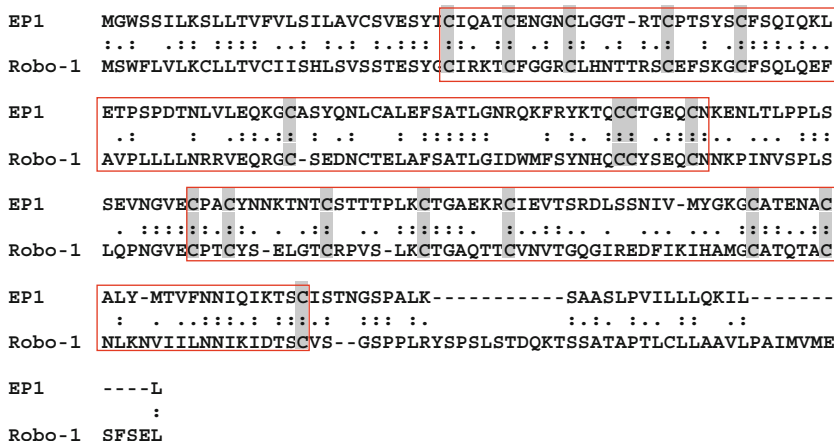 EP1 MGWSSILKSLLTVFVLSILAVCSVESYTCIQATCENGNCLGGT-RTCPTSYSCFSQIQKL
:.: .:: :::: .. : :.: :.::: ::. :: .: :: .: :.: : . ::::.:..
Robo-1 MSWFLVLKCLLTVCIISHLSVSSTESYGCIRKTCFGGRCLHNTTRSCEFSKGCFSQLQEF
EP1 ETPSPDTNLVLEQKGCASYQNLCALEFSATLGNRQKFRYKTQCCTGEQCNKENLTLPPLS
.: : .:::.:: : : : .: :::::: . :. .::: :::.:.. .. :::
Robo-1 AVPLLLLNRRVEQRGC-SEDNCTELAFSATLGIDWMFSYNHQCCYSEQCNNKPINVSPLS
EP1 SEVNGVECPACYNNKTNTCSTTTPLKCTGAEKRCIEVTSRDLSSNIV-MYGKGCATENAC
. :::::.::. . :: :::::. : :.:.. .. . : ::::.:::
Robo-1 LQPNGVECPTCYS-ELGTCRPVS-LKCTGAQTTCVNVTGQGIREDFIKIHAMGCATQTAC
EP1 ALY-MTVFNNIQIKTSCISTNGSPALK----------SAASLPVILLLQKIL-------
: . ..:::.: :::.: ::: :. :.:. .. :: :.
Robo-1 NLKNVIILNNIKIDTSCVS--GSPPLRYSPSLSTDQKTSSATAPTLCLLAAVLPAIMVME
EP1 ----L
:
Robo-1 SFSEL